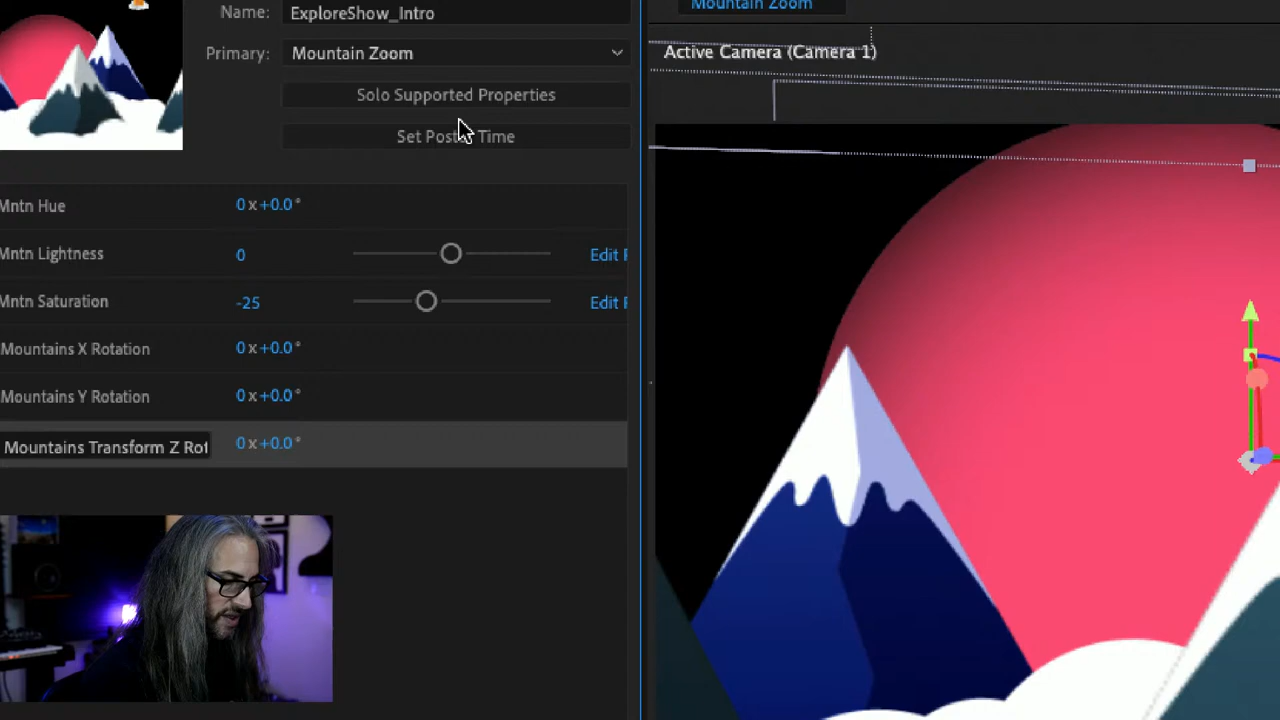 Name: ExploreShow_Intro
Mountain Zoom
Primary: Mountain Zoom
Active Camera (Camera 1)
Solo Supported Properties
Set Time
Mntn Hue 0 x +0.0 °
Mntn Lightness 0 Edit
Mntn Saturation -25 Edit
Mountains X Rotation 0 x +0.0 °
Mountains Y Rotation 0 x +0.0 °
Mountains Transform Z Rot 0 x +0.0 °